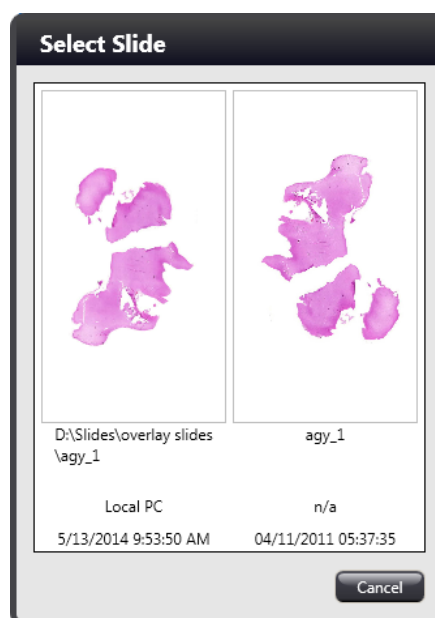 Select Slide
D:\Slides\overlay slides
\agy_1
agy_1
Local PC
n/a
5/13/2014 9:53:50 AM
04/11/2011 05:37:35
Cancel